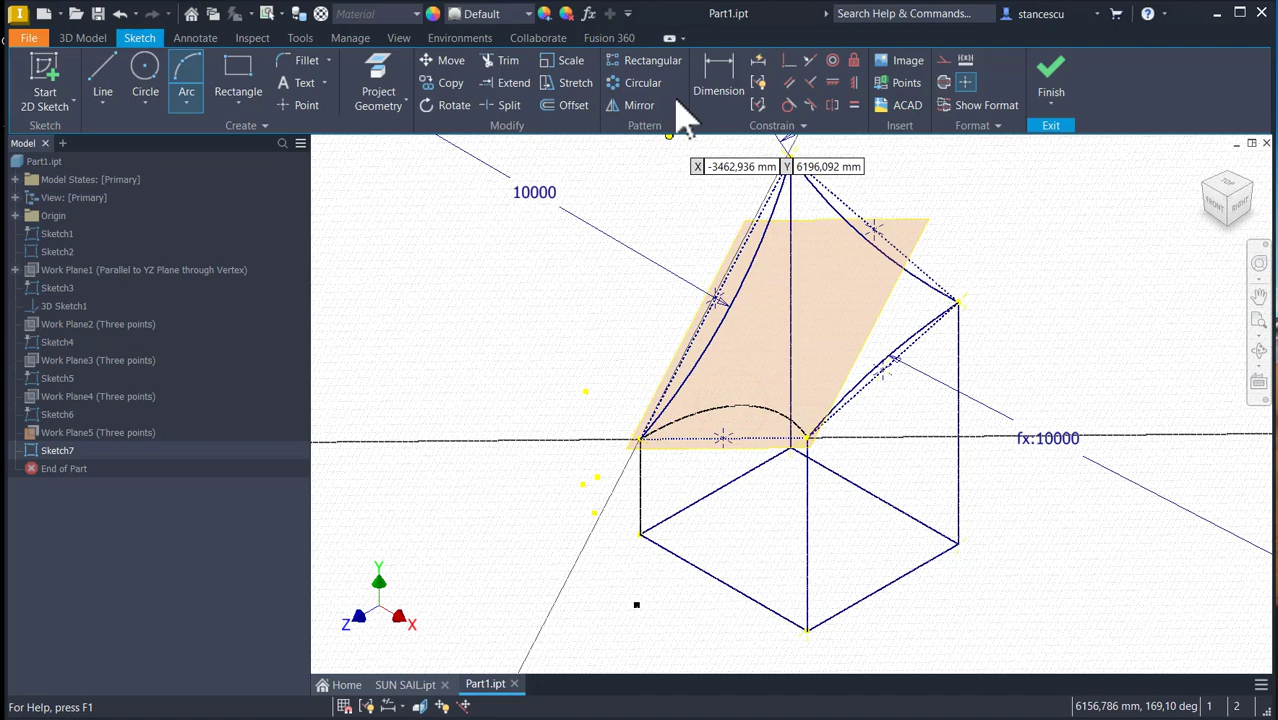 Material
Default
Part1.ipt
Search Help & Commands...
stancescu
File
3D Model
Sketch
Annotate
Inspect
Tools
Manage
View
Environments
Collaborate
Fusion 360
Start
2D Sketch
Line
Circle
Arc
Rectangle
Fillet
Text
Point
Project
Geometry
Move
Trim
Scale
Copy
Extend
Stretch
Rotate
Split
Offset
Rectangular
Circular
Mirror
Dimension
Image
Points
ACAD
Show Format
Finish
Sketch
Create
Modify
Pattern
Constrain
Insert
Format
Exit
Model
Part1.ipt
Model States: [Primary]
View: [Primary]
Origin
Sketch1
Sketch2
Work Plane1 (Parallel to YZ Plane through Vertex)
Sketch3
3D Sketch1
Work Plane2 (Three points)
Sketch4
Work Plane3 (Three points)
Sketch5
Work Plane4 (Three points)
Sketch6
Work Plane5 (Three points)
Sketch7
End of Part
X -3462,936 mm Y 6196,092 mm
10000
fx:10000
TOP
FRONT
RIGHT
Y
Z
X
Home
SUN SAIL.ipt
Part1.ipt
For Help, press F1
6156,786 mm, 169,10 deg 1 2